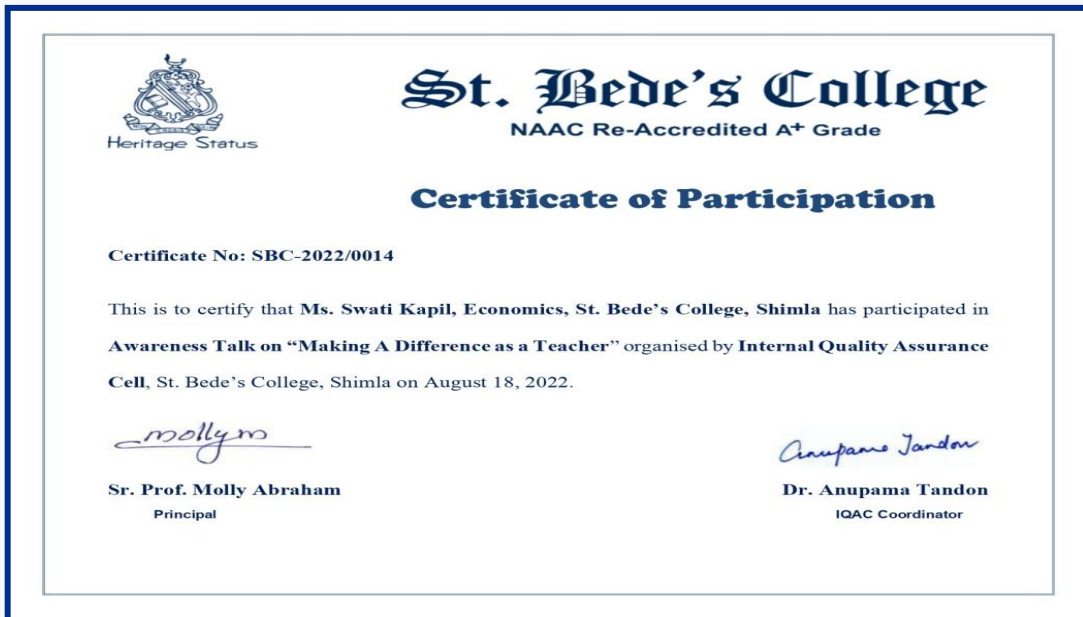 St. Bede's College
NAAC Re-Accredited A+ Grade
Heritage Status
Certificate of Participation
Certificate No: SBC-2022/0014
This is to certify that Ms. Swati Kapil, Economics, St. Bede's College, Shimla has participated in
Awareness Talk on “Making A Difference as a Teacher” organised by Internal Quality Assurance
Cell, St. Bede's College, Shimla on August 18, 2022.
mollym
Anupama Tandon
Sr. Prof. Molly Abraham
Dr. Anupama Tandon
Principal
IQAC Coordinator